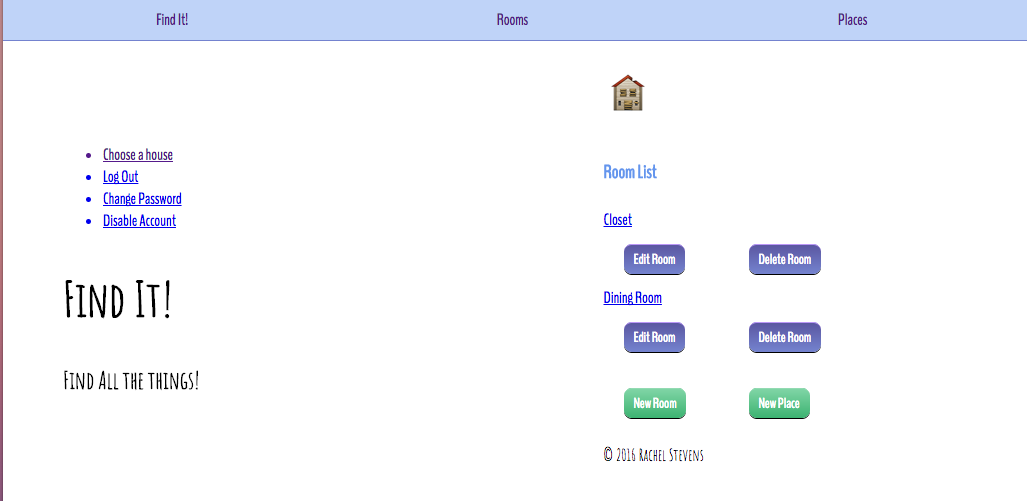 Find It! Rooms Places
Choose a house
Log Out
Change Password
Disable Account
Find It!
Find All the things!
Room List
Closet
Edit Room Delete Room
Dining Room
Edit Room Delete Room
New Room New Place
© 2016 Rachel Stevens